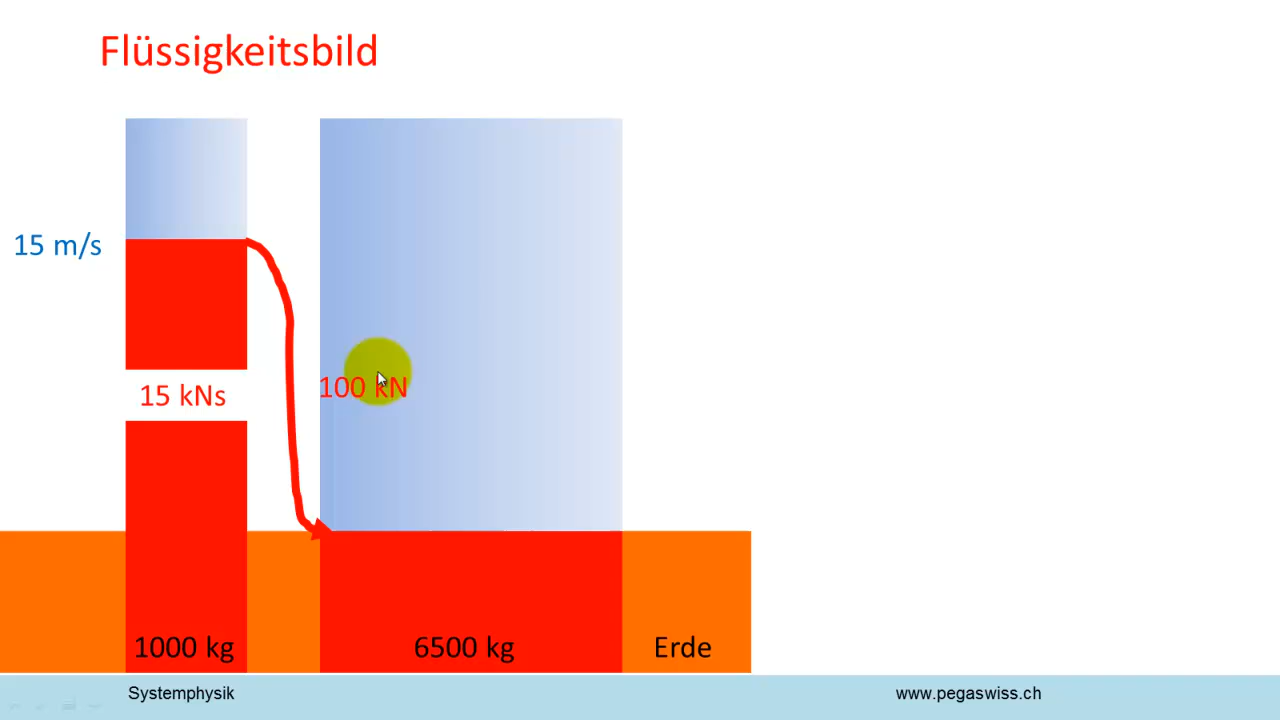 Flüssigkeitsbild
15 m/s
100 kN
15 kNs
1000 kg
6500 kg
Erde
Systemphysik
www.pegaswiss.ch